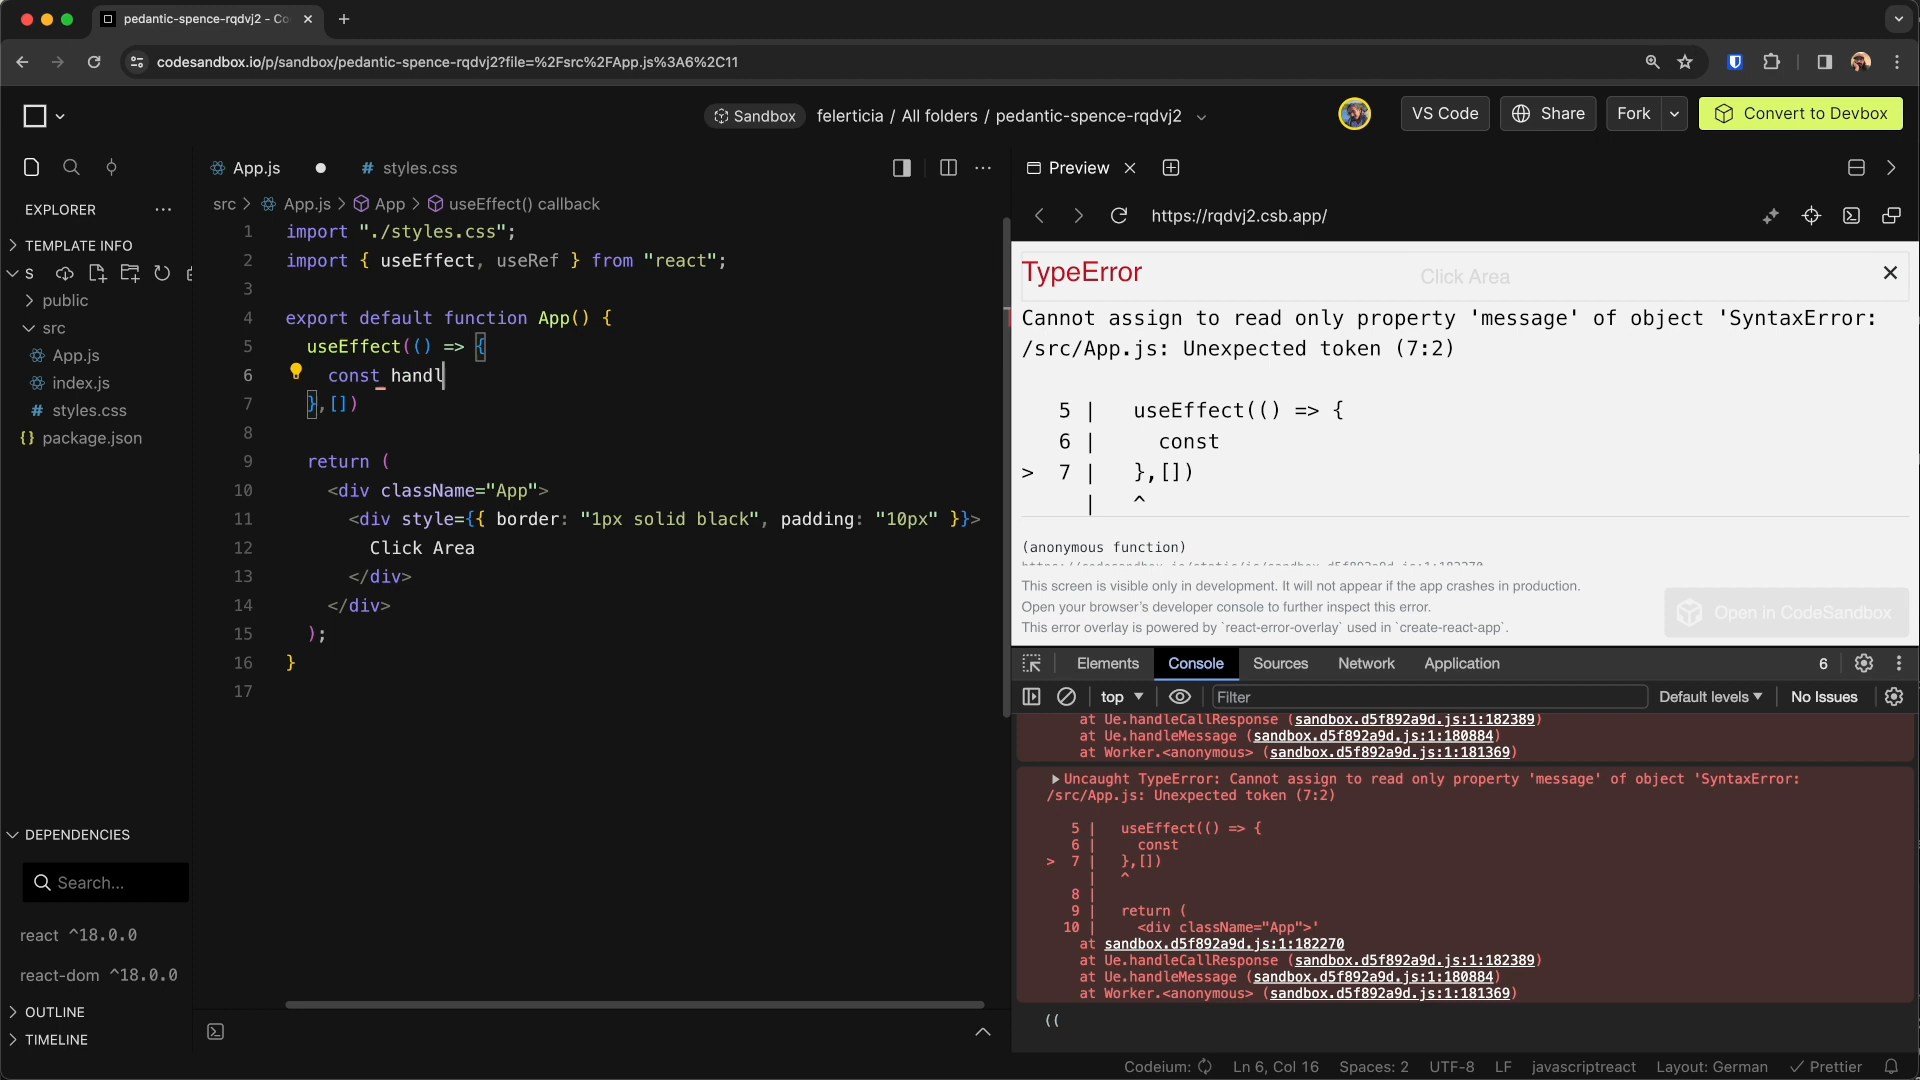 pedantic-spence-rqdvj2 - Co
codesandbox.io/p/sandbox/pedantic-spence-rqdvj2?file=%2Fsrc%2FApp.js%3A6%2C11
Sandbox
felerticia / All folders / pedantic-spence-rqdvj2
VS Code
Share
Fork
Convert to Devbox
EXPLORER
TEMPLATE INFO
S
public
src
App.js
index.js
# styles.css
{} package.json
DEPENDENCIES
Search...
react ^18.0.0
react-dom ^18.0.0
OUTLINE
TIMELINE
App.js
# styles.css
src > App.js > App > useEffect() callback
1 import "./styles.css";
2 import { useEffect, useRef } from "react";
3
4 export default function App() {
5 useEffect(() => {
6 const handl
7 },[])
8
9 return (
10 <div className="App">
11 <div style={{ border: "1px solid black", padding: "10px" }}>
12 Click Area
13 </div>
14 </div>
15 );
16 }
17
Preview
https://rqdvj2.csb.app/
TypeError
Click Area
Cannot assign to read only property 'message' of object 'SyntaxError:
/src/App.js: Unexpected token (7:2)
5 | useEffect(() => {
6 | const
> 7 | },[])
| ^
(anonymous function)
https://codesandbox.io/static/js/sandbox.d5f892a9d.js:1:182270
This screen is visible only in development. It will not appear if the app crashes in production.
Open your browser’s developer console to further inspect this error.
This error overlay is powered by `react-error-overlay` used in `create-react-app`.
Open in CodeSandbox
Elements
Console
Sources
Network
Application
6
top
Filter
Default levels
No Issues
at Ue.handleCallResponse (sandbox.d5f892a9d.js:1:182389)
at Ue.handleMessage (sandbox.d5f892a9d.js:1:180884)
at Worker.<anonymous> (sandbox.d5f892a9d.js:1:181369)
Uncaught TypeError: Cannot assign to read only property 'message' of object 'SyntaxError:
/src/App.js: Unexpected token (7:2)
5 | useEffect(() => {
6 | const
> 7 | },[])
| ^
8 |
9 | return (
10 | <div className="App">'
at sandbox.d5f892a9d.js:1:182270
at Ue.handleCallResponse (sandbox.d5f892a9d.js:1:182389)
at Ue.handleMessage (sandbox.d5f892a9d.js:1:180884)
at Worker.<anonymous> (sandbox.d5f892a9d.js:1:181369)
((
Codeium:
Ln 6, Col 16
Spaces: 2
UTF-8
LF
javascriptreact
Layout: German
Prettier